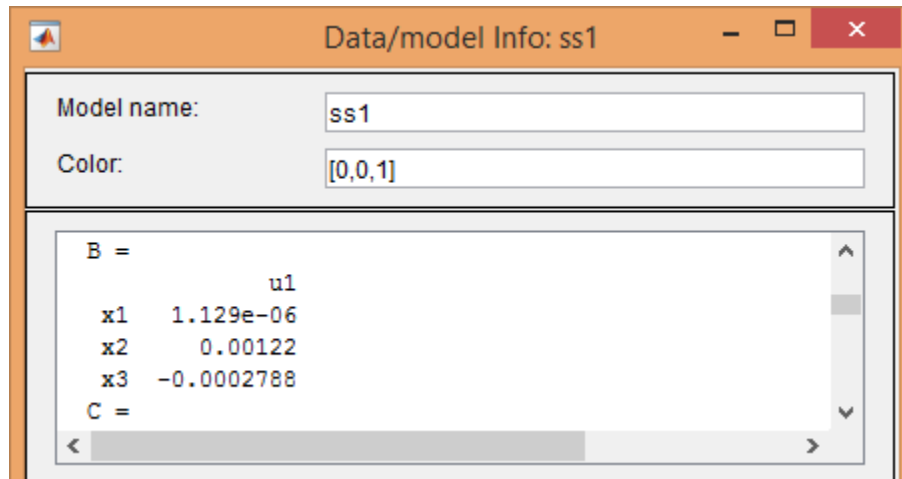 Data/model Info: ss1
Model name: ss1
Color: [0,0,1]
B =
u1
x1 1.129e-06
x2 0.00122
x3 -0.0002788
C =